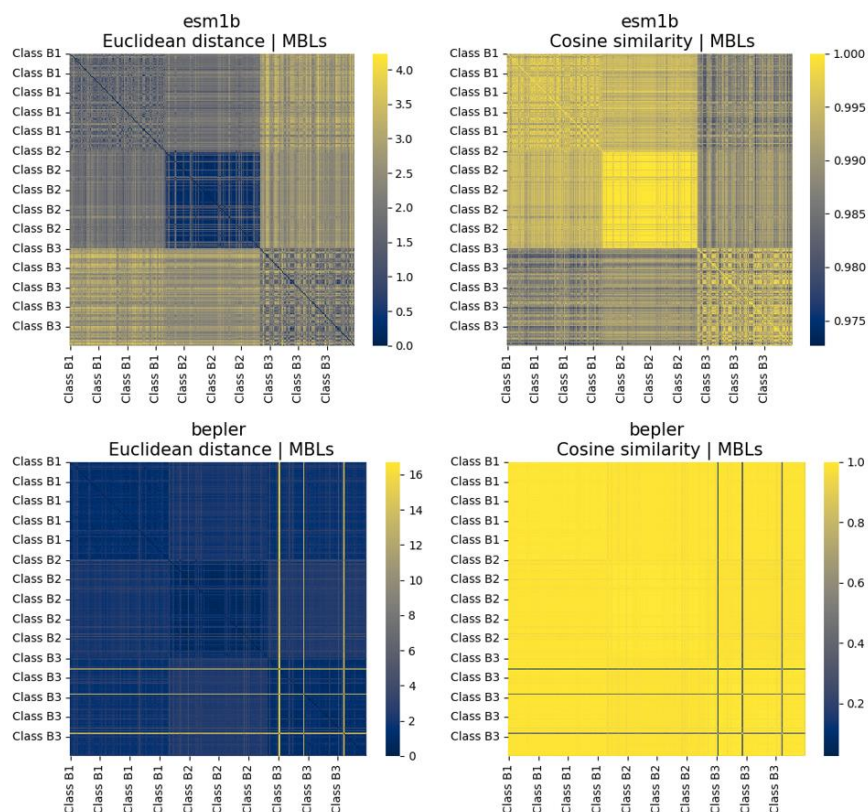 esm1b
Euclidean distance | MBLs
Class B1
Class B1
Class B1
Class B1
Class B1
Class B2
Class B2
Class B2
Class B2
Class B2
Class B3
Class B3
Class B3
Class B3
Class B3
Class B1
Class B1
Class B1
Class B1
Class B2
Class B2
Class B2
Class B3
Class B3
Class B3
4.0
3.5
3.0
2.5
2.0
1.5
1.0
0.5
0.0
esm1b
Cosine similarity | MBLs
Class B1
Class B1
Class B1
Class B1
Class B1
Class B2
Class B2
Class B2
Class B2
Class B2
Class B3
Class B3
Class B3
Class B3
Class B3
Class B1
Class B1
Class B1
Class B1
Class B2
Class B2
Class B2
Class B3
Class B3
Class B3
1.000
0.995
0.990
0.985
0.980
0.975
bepler
Euclidean distance | MBLs
Class B1
Class B1
Class B1
Class B1
Class B1
Class B2
Class B2
Class B2
Class B2
Class B2
Class B3
Class B3
Class B3
Class B3
Class B3
Class B1
Class B1
Class B1
Class B1
Class B2
Class B2
Class B2
Class B3
Class B3
Class B3
16
14
12
10
8
6
4
2
0
bepler
Cosine similarity | MBLs
Class B1
Class B1
Class B1
Class B1
Class B1
Class B2
Class B2
Class B2
Class B2
Class B2
Class B3
Class B3
Class B3
Class B3
Class B3
Class B1
Class B1
Class B1
Class B1
Class B2
Class B2
Class B2
Class B3
Class B3
Class B3
1.0
0.8
0.6
0.4
0.2